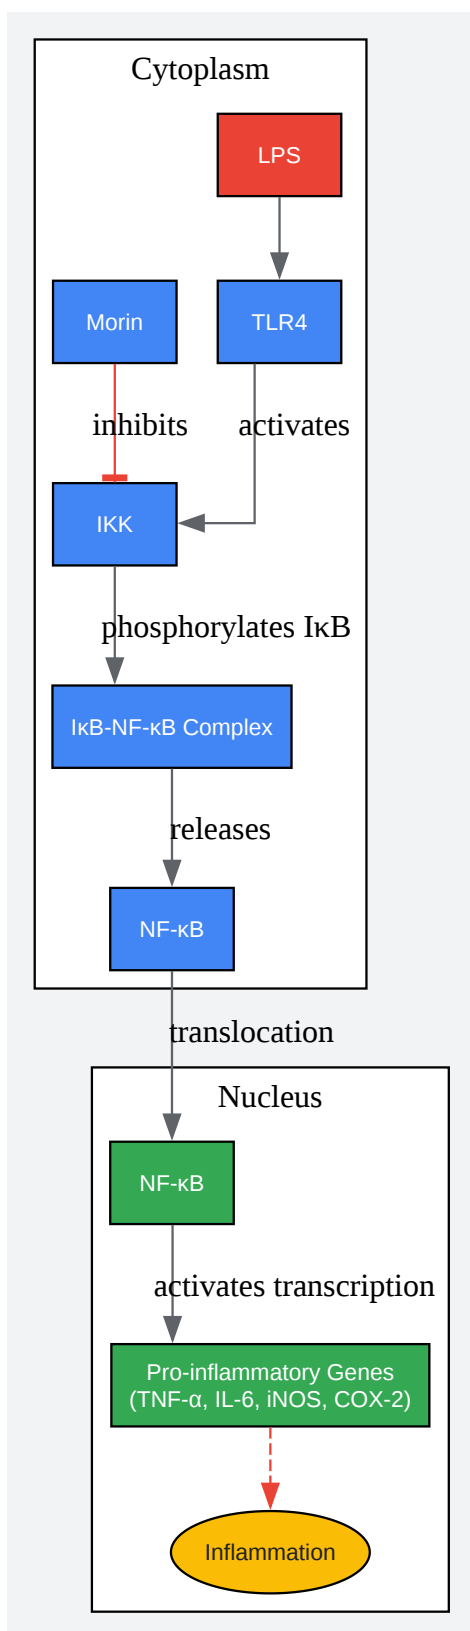 Cytoplasm
LPS
Morin
TLR4
inhibits
activates
IKK
phosphorylates IκB
IκB-NF-κB Complex
releases
NF-κB
translocation
Nucleus
NF-κB
activates transcription
Pro-inflammatory Genes
(TNF-α, IL-6, iNOS, COX-2)
Inflammation